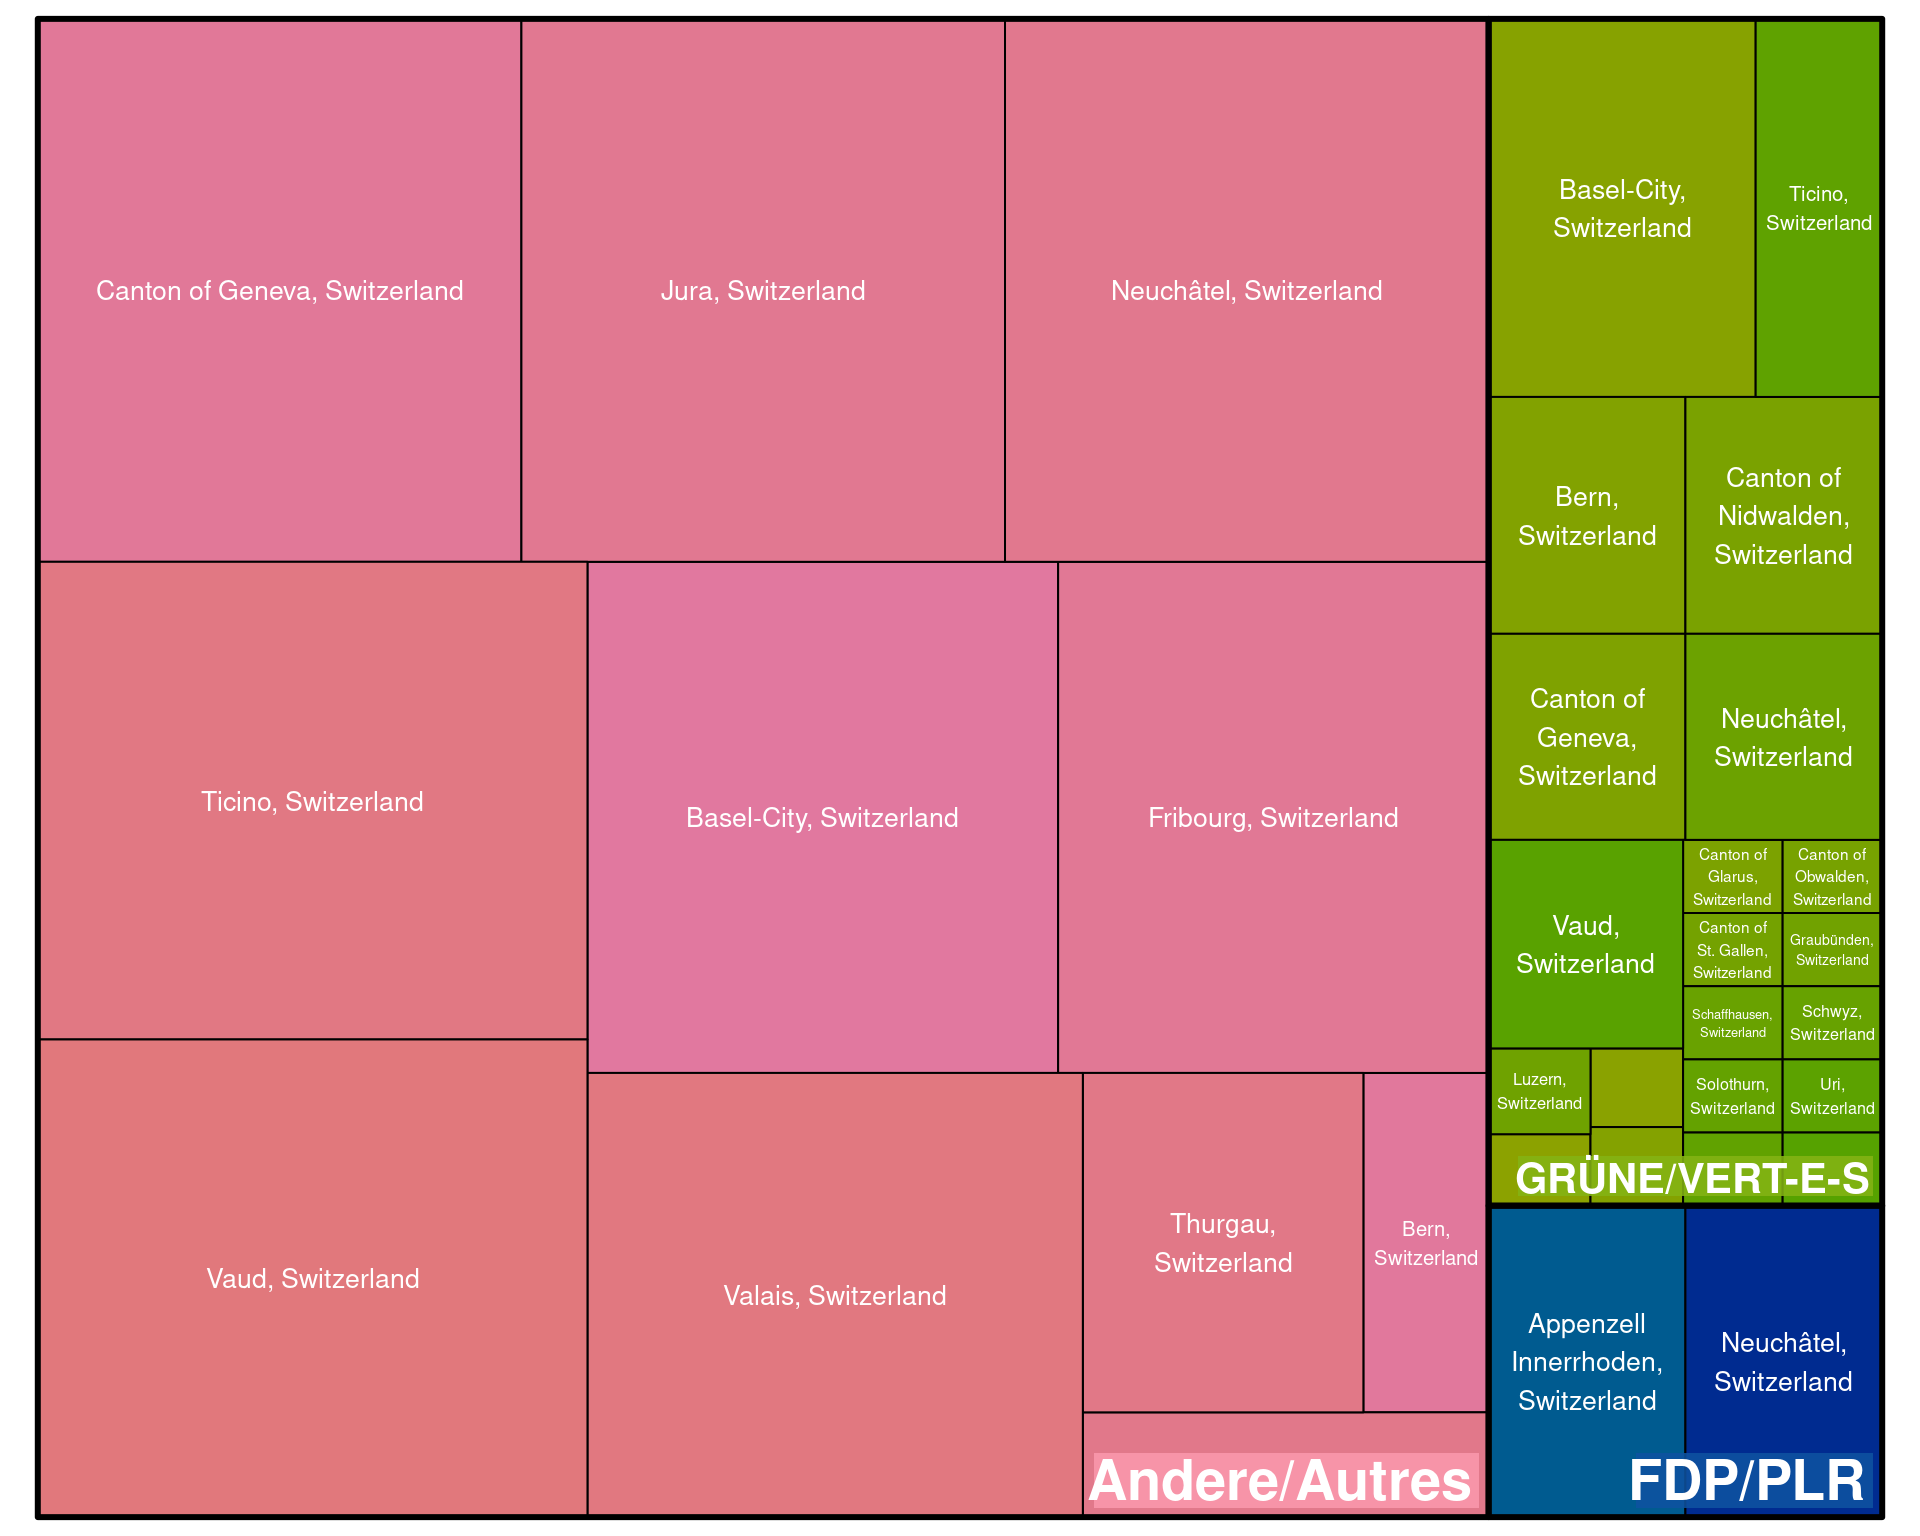 Canton of Geneva, Switzerland
Jura, Switzerland
Neuchâtel, Switzerland
Ticino, Switzerland
Basel-City, Switzerland
Fribourg, Switzerland
Vaud, Switzerland
Valais, Switzerland
Thurgau,
Switzerland
Bern,
Switzerland
Andere/Autres
Basel-City,
Switzerland
Ticino,
Switzerland
Bern,
Switzerland
Canton of
Nidwalden,
Switzerland
Canton of
Geneva,
Switzerland
Neuchâtel,
Switzerland
Vaud,
Switzerland
Canton of
Glarus,
Switzerland
Canton of
Obwalden,
Switzerland
Canton of
St. Gallen,
Switzerland
Graubünden,
Switzerland
Schaffhausen,
Switzerland
Schwyz,
Switzerland
Luzern,
Switzerland
Solothurn,
Switzerland
Uri,
Switzerland
GRÜNE/VERT-E-S
Appenzell
Innerrhoden,
Switzerland
Neuchâtel,
Switzerland
FDP/PLR